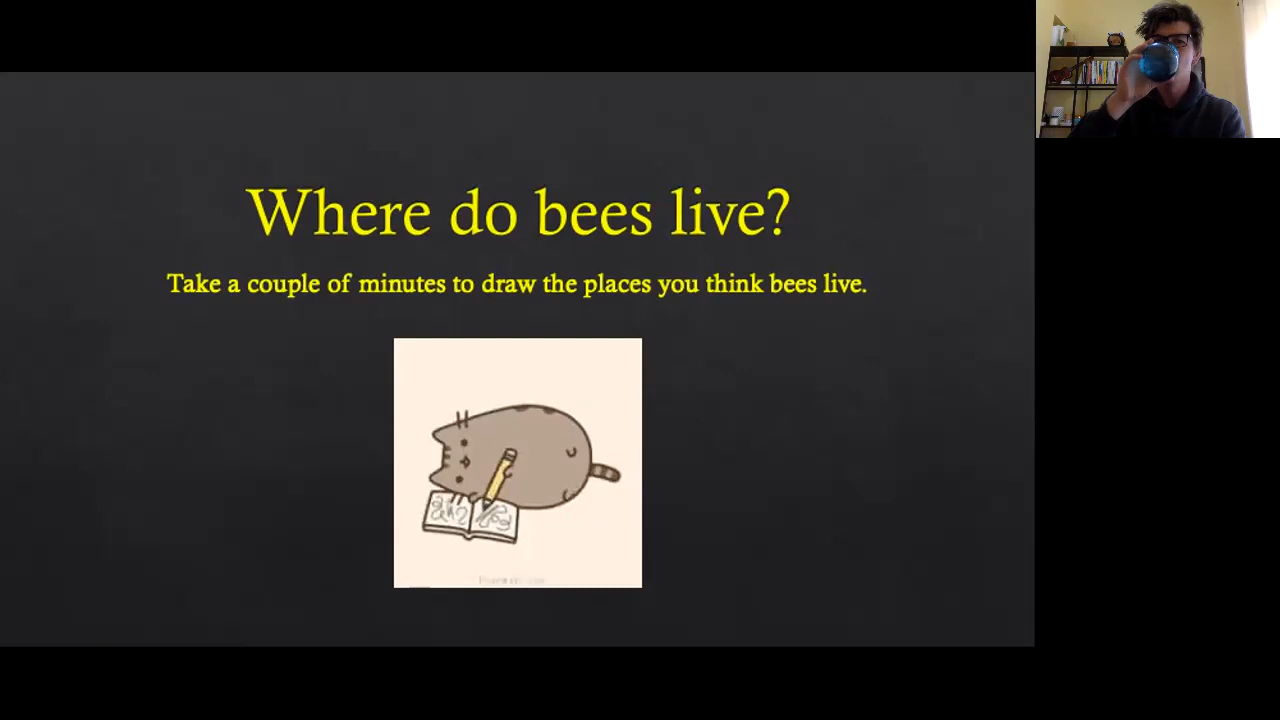 Where do bees live?
Take a couple of minutes to draw the places you think bees live.